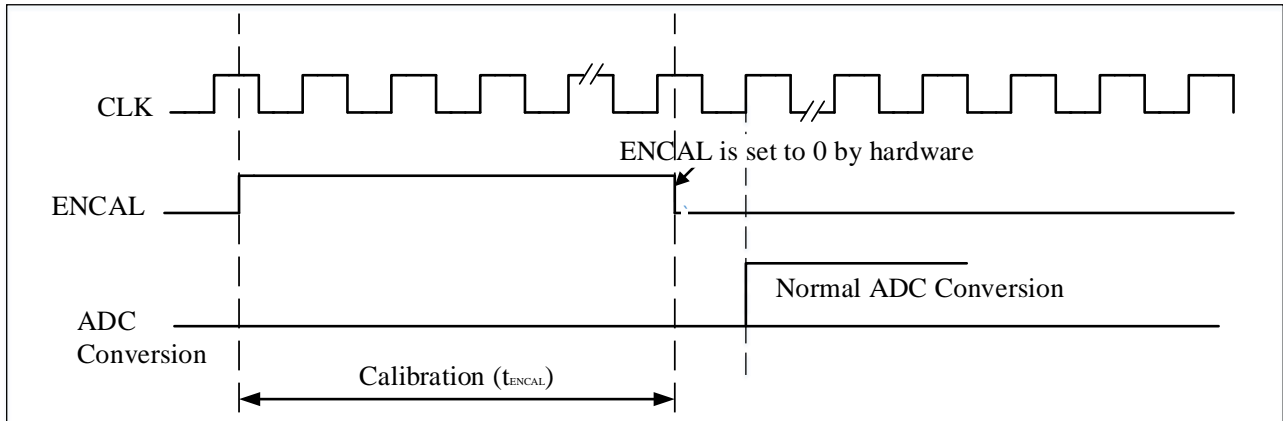 CLK
ENCAL is set to 0 by hardware
ENCAL
Normal ADC Conversion
ADC
Conversion
Calibration (tENCAL)